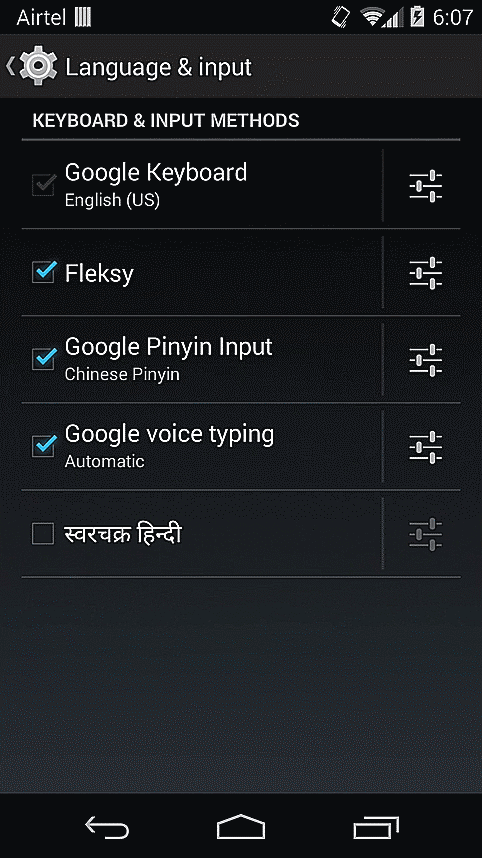 Airtel
6:07
Language & input
KEYBOARD & INPUT METHODS
Google Keyboard
English (US)
Fleksy
Google Pinyin Input
Chinese Pinyin
Google voice typing
Automatic
स्वरचक्र हिन्दी